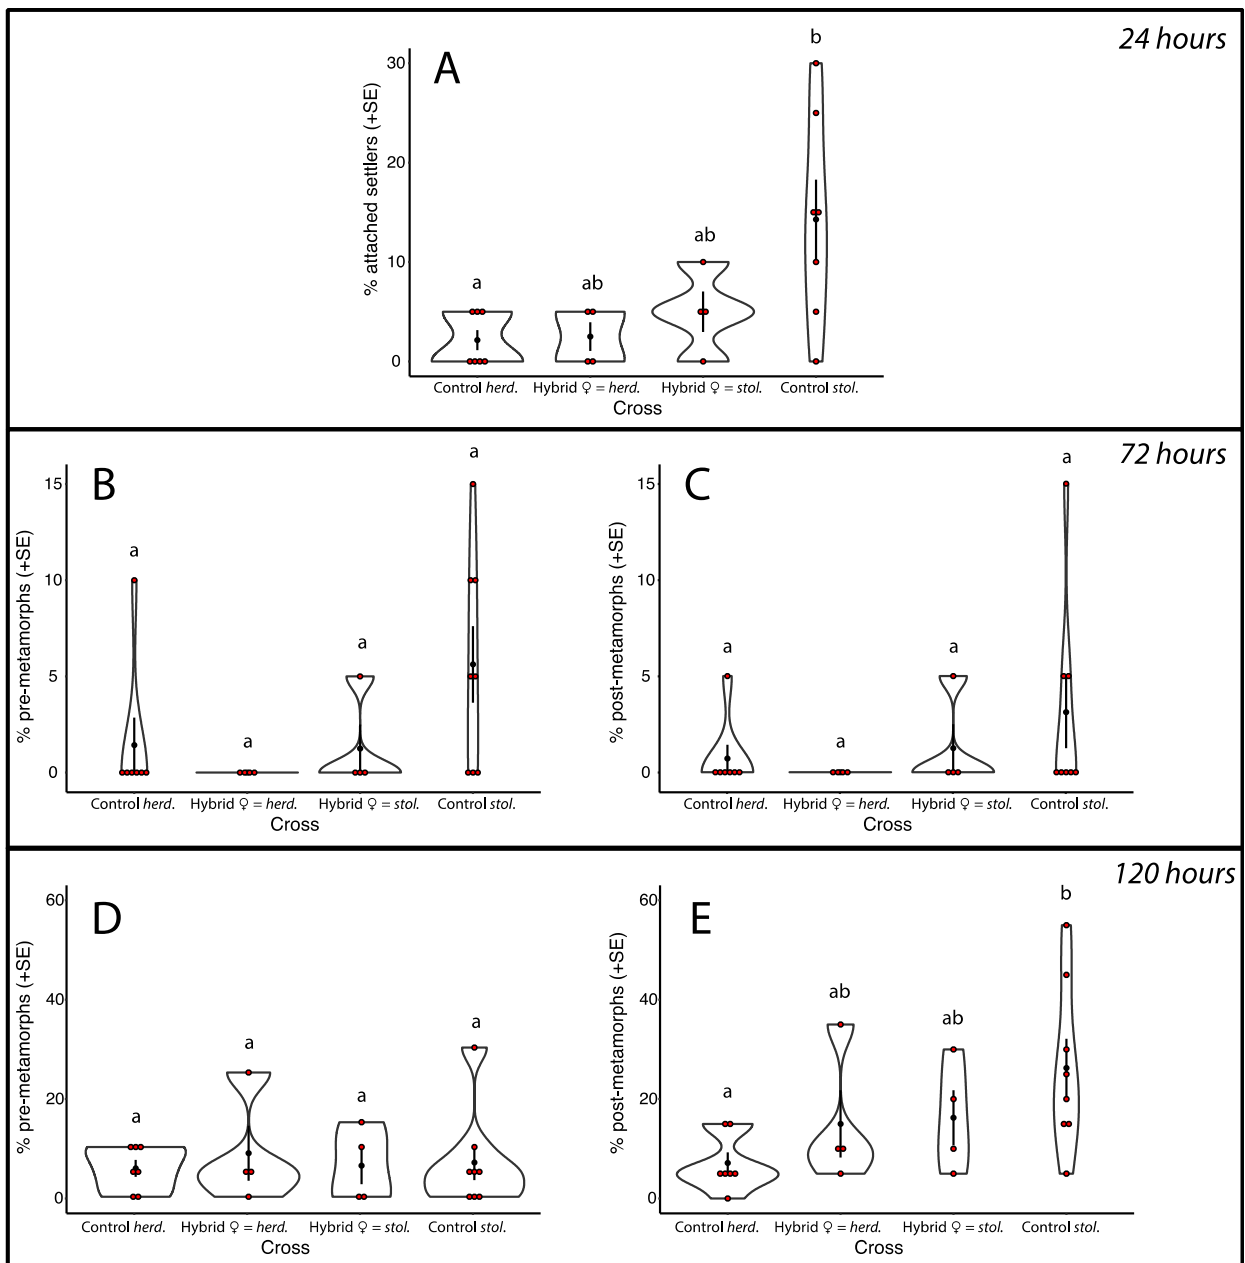 24 hours
A
% attached settlers (+SE)
30
20
10
0
a
ab
ab
b
Control herd.
Hybrid ♀ = herd.
Hybrid ♀ = stol.
Control stol.
Cross
72 hours
B
% pre-metamorphs (+SE)
15
10
5
0
a
a
a
a
Control herd.
Hybrid ♀ = herd.
Hybrid ♀ = stol.
Control stol.
Cross
C
% post-metamorphs (+SE)
15
10
5
0
a
a
a
a
Control herd.
Hybrid ♀ = herd.
Hybrid ♀ = stol.
Control stol.
Cross
120 hours
D
% pre-metamorphs (+SE)
60
40
20
0
a
a
a
a
Control herd.
Hybrid ♀ = herd.
Hybrid ♀ = stol.
Control stol.
Cross
E
% post-metamorphs (+SE)
60
40
20
0
a
ab
ab
b
Control herd.
Hybrid ♀ = herd.
Hybrid ♀ = stol.
Control stol.
Cross